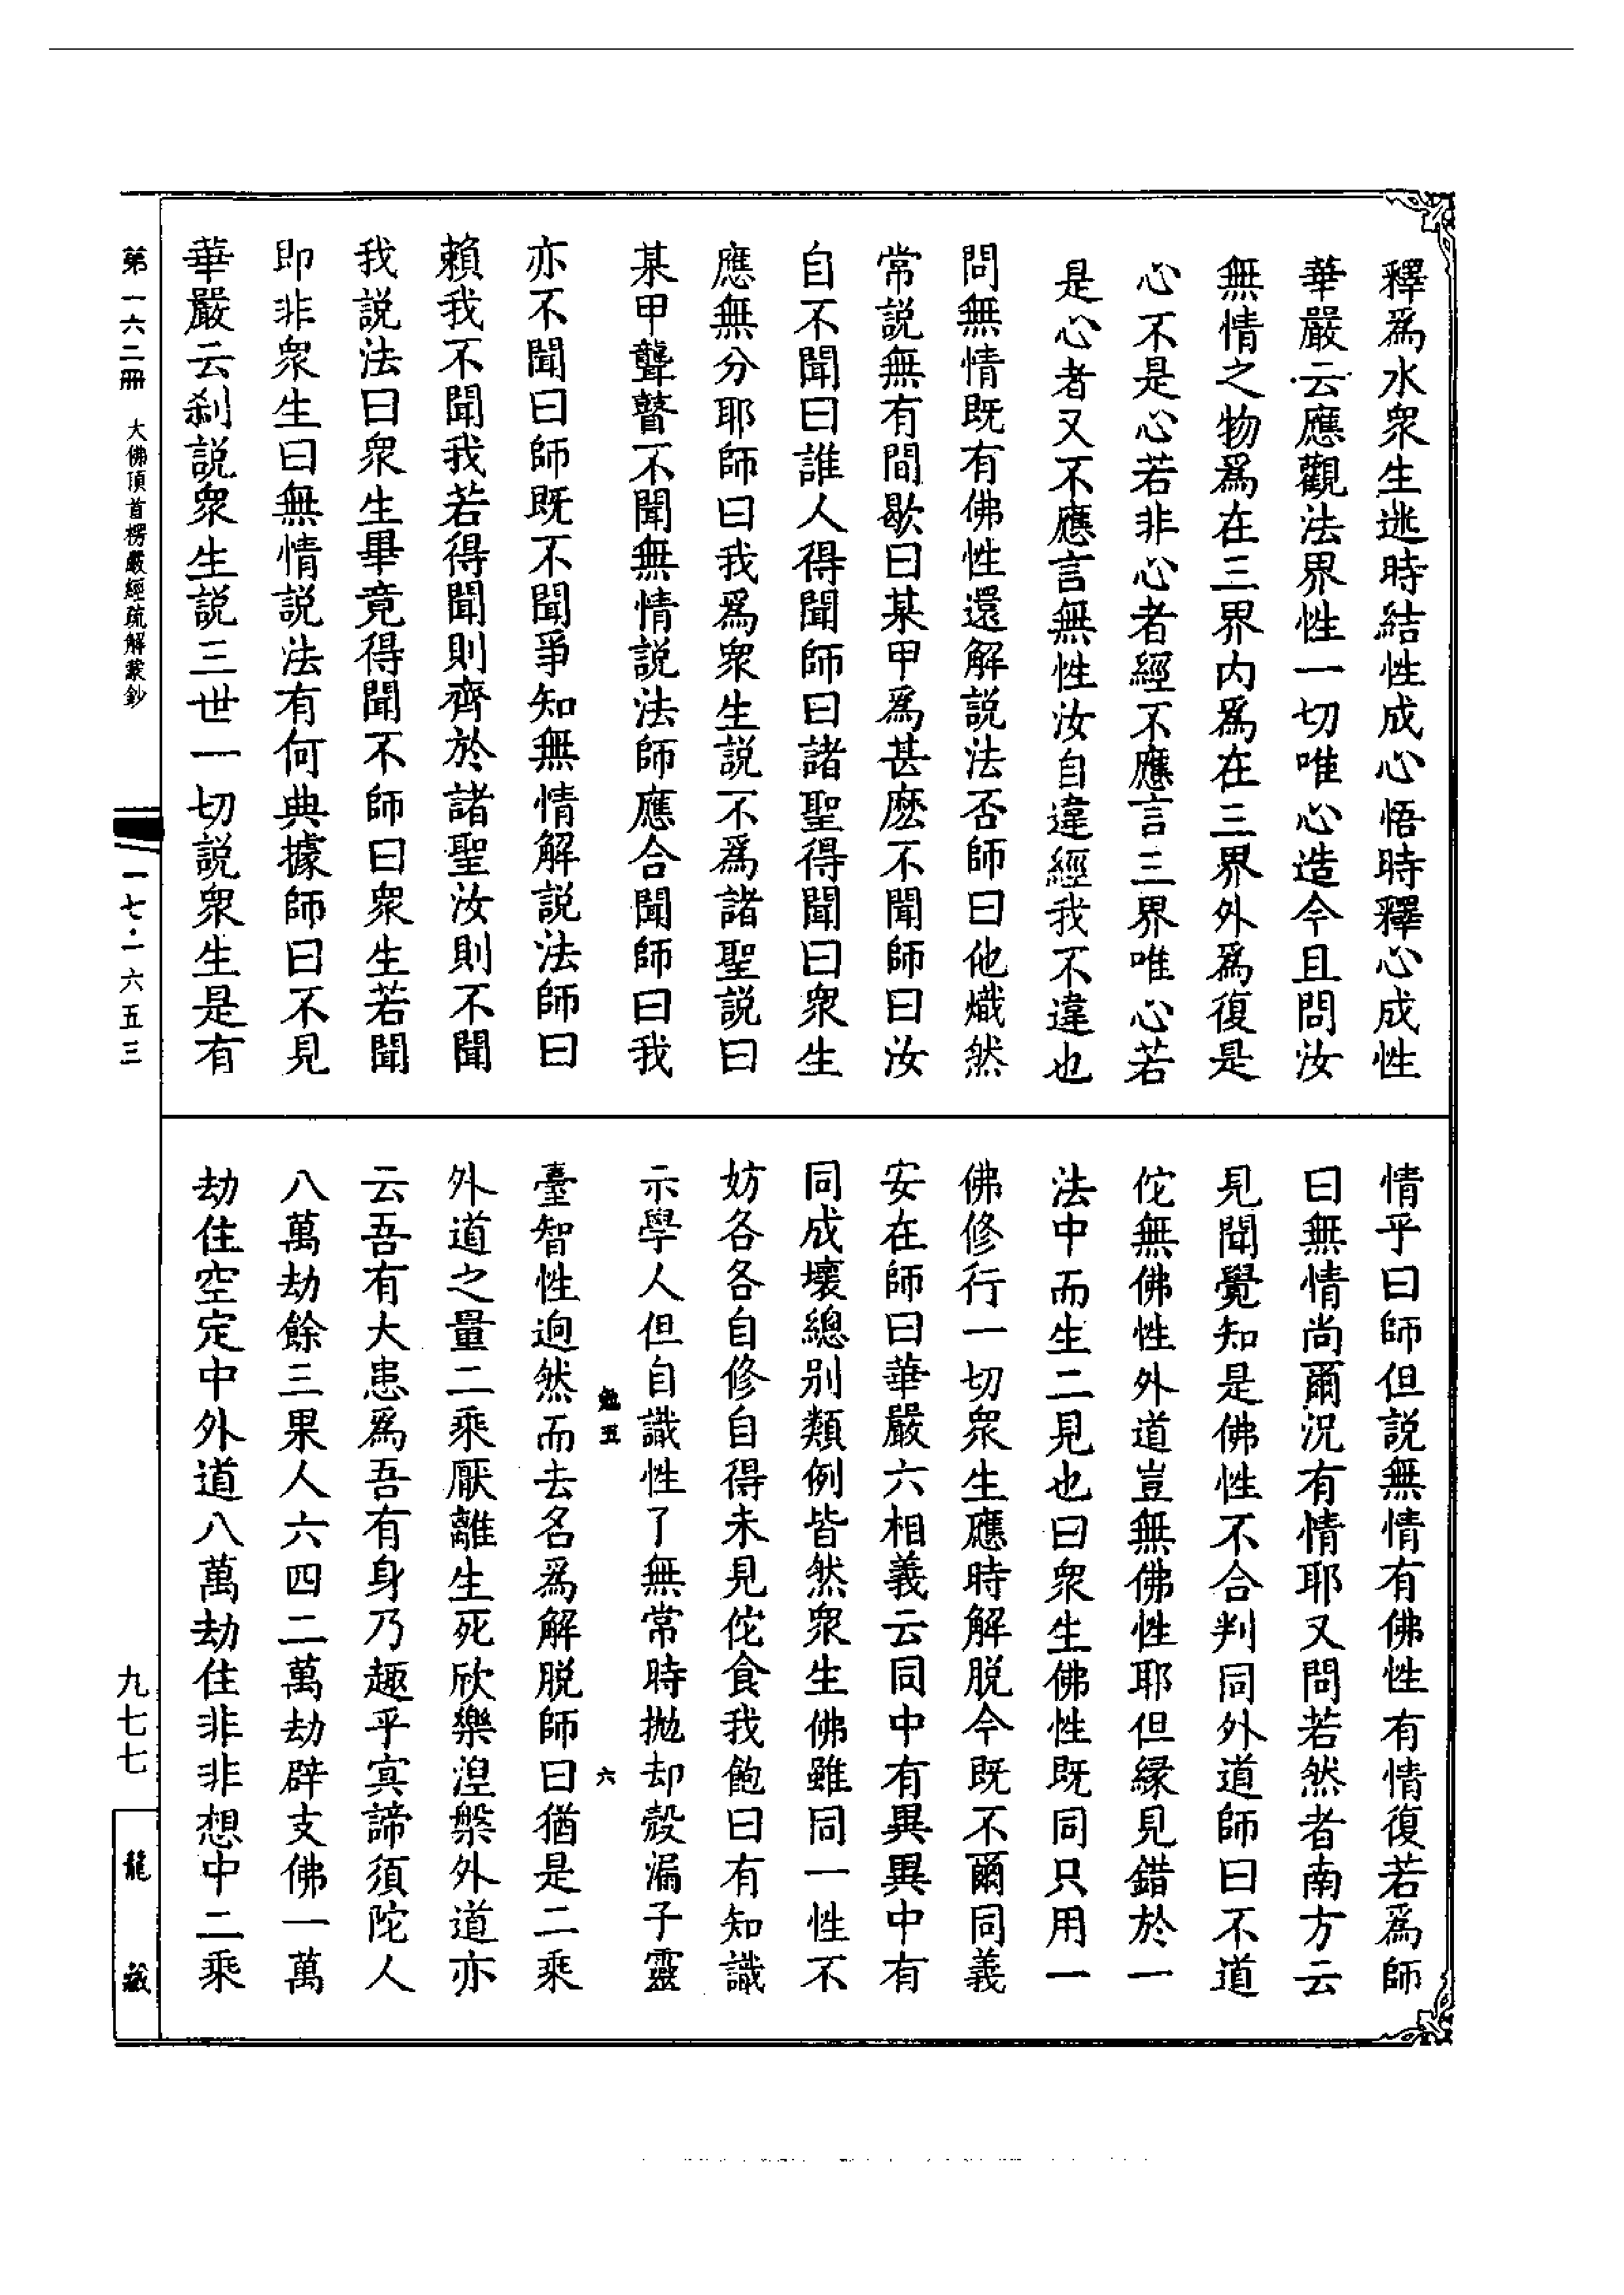 釋爲水衆生迷時結性成心悟時釋心成性
華嚴云應觀法界性一切唯心造今且問汝
無情之物爲在三界内爲在三界外爲復是
心不是心若非心者經不應言三界唯心若
是心者又不應言無性汝自違經我不違也
問無情既有佛性還解説法否師曰他熾然
常説無有間歇曰某甲爲甚麽不聞師曰汝
自不聞曰誰人得聞師曰諸聖得聞曰衆生
應無分耶師曰我爲衆生説不爲諸聖説曰
某甲聾瞽不聞無情説法師應合聞師曰我
亦不聞曰師既不聞爭知無情解説法師曰
賴我不聞我若得聞則齊於諸聖汝則不聞
我説法曰衆生畢竟得聞不師曰衆生若聞
即非衆生曰無情説法有何典據師曰不見
華嚴云刹説衆生説三世一切説衆生是有
情乎曰師但説無情有佛性有情復若爲師
曰無情尚爾況有情耶又問若然者南方云
見聞覺知是佛性不合判同外道師曰不道
佗無佛性外道豈無佛性耶但縁見錯於一
法中而生二見也曰衆生佛性既同只用一
佛修行一切衆生應時解脱今既不爾同義
安在師曰華嚴六相義云同中有異異中有
同成壞總别類例皆然衆生佛雖同一性不
妨各各自修自得未見佗食我飽曰有知識
示學人但自識性了無常時拋却殼漏子靈
勉五
六
臺智性迥然而去名爲解脱師曰猶是二乘
外道之量二乘厭離生死欣樂涅槃外道亦
云吾有大患爲吾有身乃趣乎冥諦須陀人
八萬劫餘三果人六四二萬劫辟支佛一萬
劫住空定中外道八萬劫住非非想中二乘
第一六二冊
大佛頂首楞嚴經疏解蒙鈔
一七·一六五三
九七七
龍藏